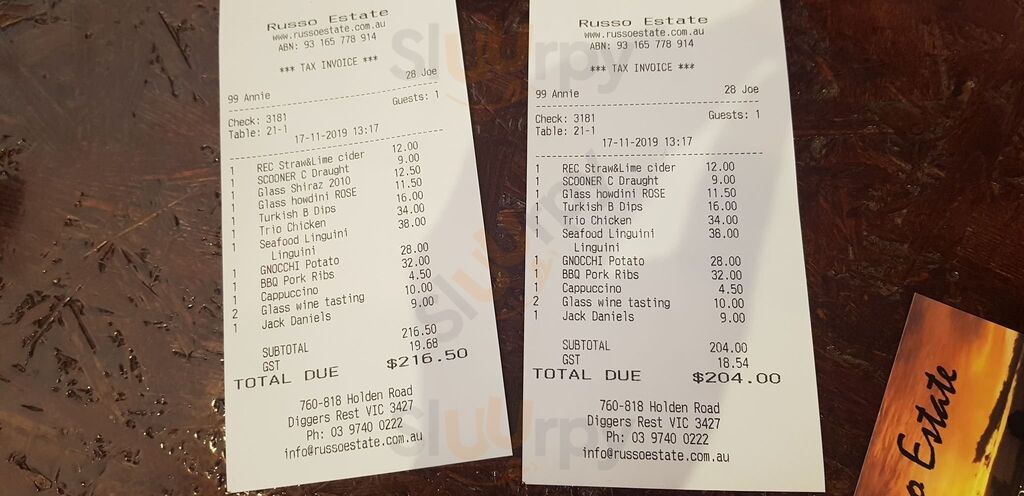 Russo Estate
www.russoestate.com.au
ABN: 93 165 778 914
*** TAX INVOICE ***
99 Annie 28 Joe
Check: 3181 Guests: 1
Table: 21-1
17-11-2019 13:17
1 REC Straw&Lime cider 12.00
1 SCOONER C Draught 9.00
1 Glass Shiraz 2010 12.50
1 Glass howdini ROSE 11.50
1 Turkish B Dips 16.00
1 Trio Chicken 34.00
1 Seafood Linguini 38.00
Linguini
1 GNOCCHI Potato 28.00
1 BBQ Pork Ribs 32.00
1 Cappuccino 4.50
2 Glass wine tasting 10.00
1 Jack Daniels 9.00
SUBTOTAL 216.50
GST 19.68
TOTAL DUE $216.50
760-818 Holden Road
Diggers Rest VIC 3427
Ph: 03 9740 0222
info@russoestate.com.au
Russo Estate
www.russoestate.com.au
ABN: 93 165 778 914
*** TAX INVOICE ***
99 Annie 28 Joe
Check: 3181 Guests: 1
Table: 21-1
17-11-2019 13:17
1 REC Straw&Lime cider 12.00
1 SCOONER C Draught 9.00
1 Glass howdini ROSE 11.50
1 Turkish B Dips 16.00
1 Trio Chicken 34.00
1 Seafood Linguini 38.00
Linguini
1 GNOCCHI Potato 28.00
1 BBQ Pork Ribs 32.00
1 Cappuccino 4.50
2 Glass wine tasting 10.00
1 Jack Daniels 9.00
SUBTOTAL 204.00
GST 18.54
TOTAL DUE $204.00
760-818 Holden Road
Diggers Rest VIC 3427
Ph: 03 9740 0222
info@russoestate.com.au
o Estate
Sluurpy
Sluurpy
Sluurpy